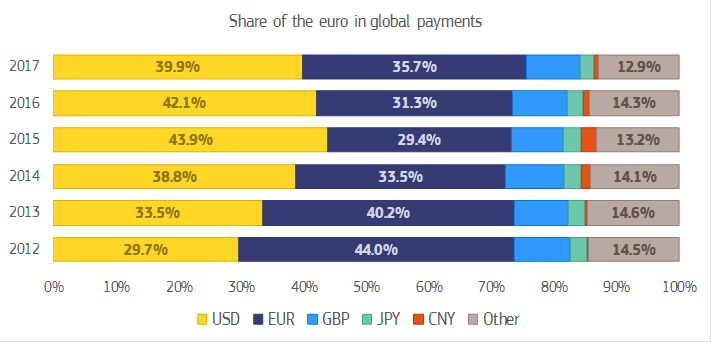 Share of the euro in global payments
2017 39.9% 35.7% 12.9%
2016 42.1% 31.3% 14.3%
2015 43.9% 29.4% 13.2%
2014 38.8% 33.5% 14.1%
2013 33.5% 40.2% 14.6%
2012 29.7% 44.0% 14.5%
0% 10% 20% 30% 40% 50% 60% 70% 80% 90% 100%
USD EUR GBP JPY CNY Other